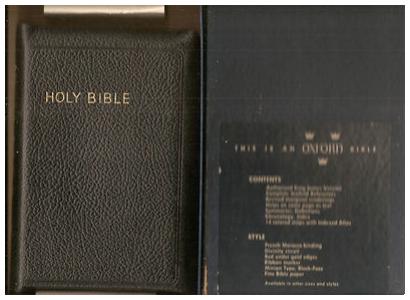 HOLY BIBLE
THIS IS AN OXFORD BIBLE
CONTENTS
Authorized King James Version
Complete Scofield References
Revised marginal renderings
Helps on same page as text
Summaries. Definitions
Chronology. Index
14 colored maps with Indexed Atlas
STYLE
French Morocco binding
Divinity circuit
Red under gold edges
Ribbon marker
Minion Type, Black-Face
Fine Bible paper
Available in other sizes and styles